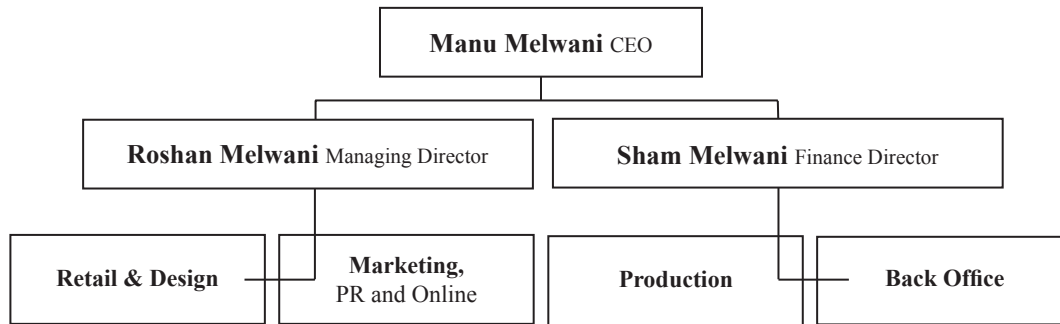 Manu Melwani CEO
Roshan Melwani Managing Director
Sham Melwani Finance Director
Retail & Design
Marketing,
PR and Online
Production
Back Office